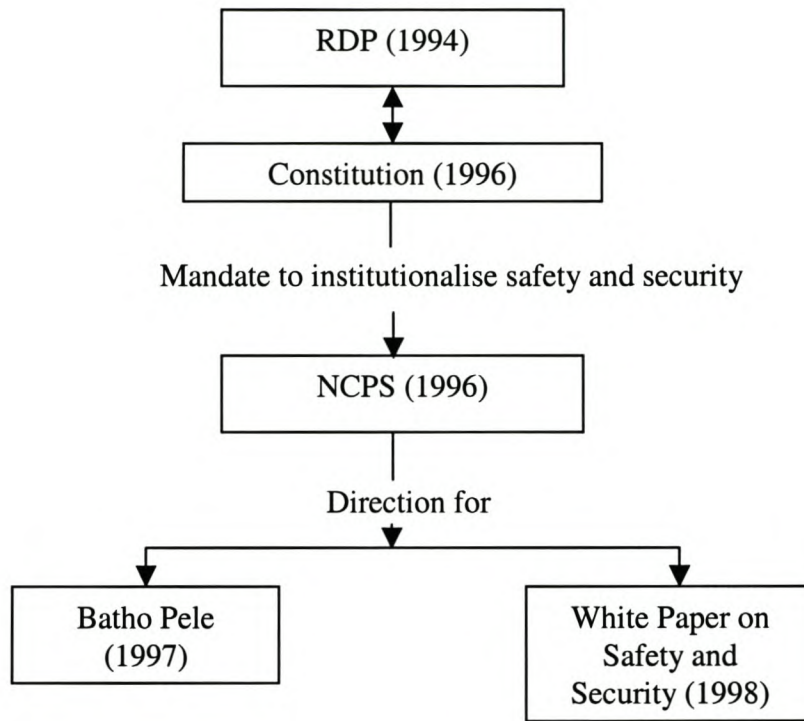 RDP (1994)
Constitution (1996)
Mandate to institutionalise safety and security
NCPS (1996)
Direction for
Batho Pele
(1997)
White Paper on
Safety and
Security (1998)